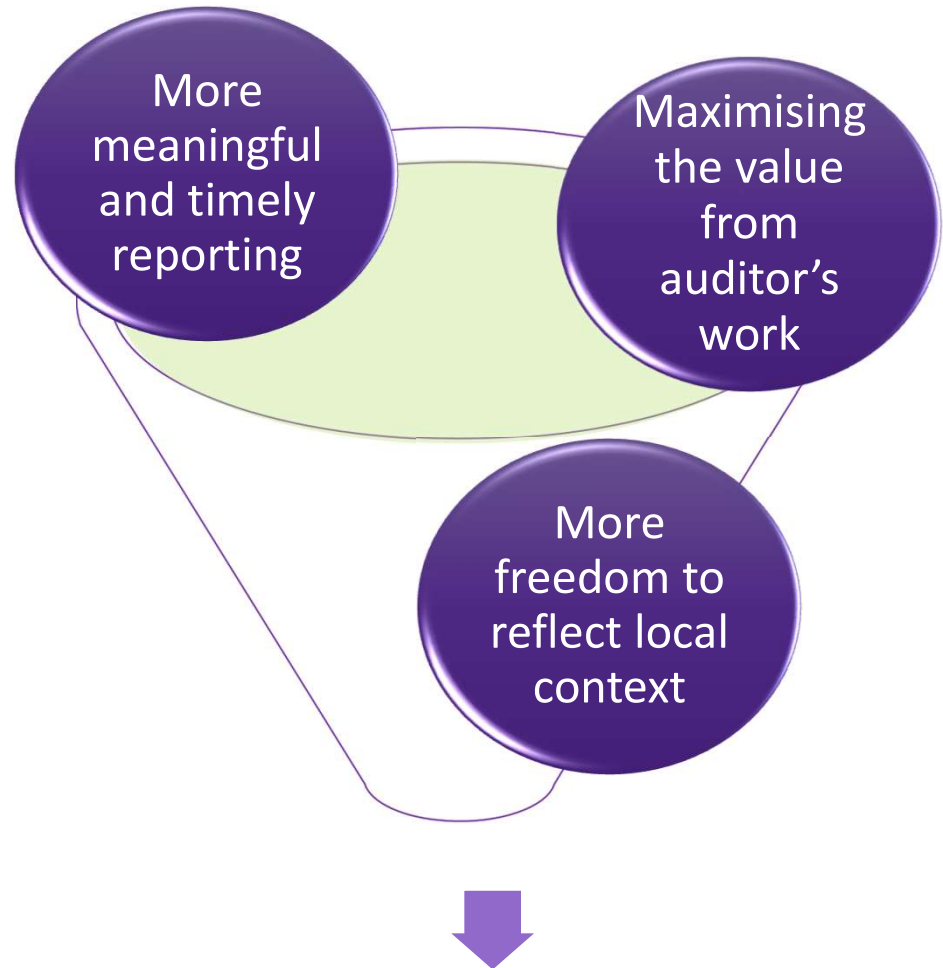 More
meaningful
and timely
reporting
Maximising
the value
from
auditor’s
work
More
freedom to
reflect local
context